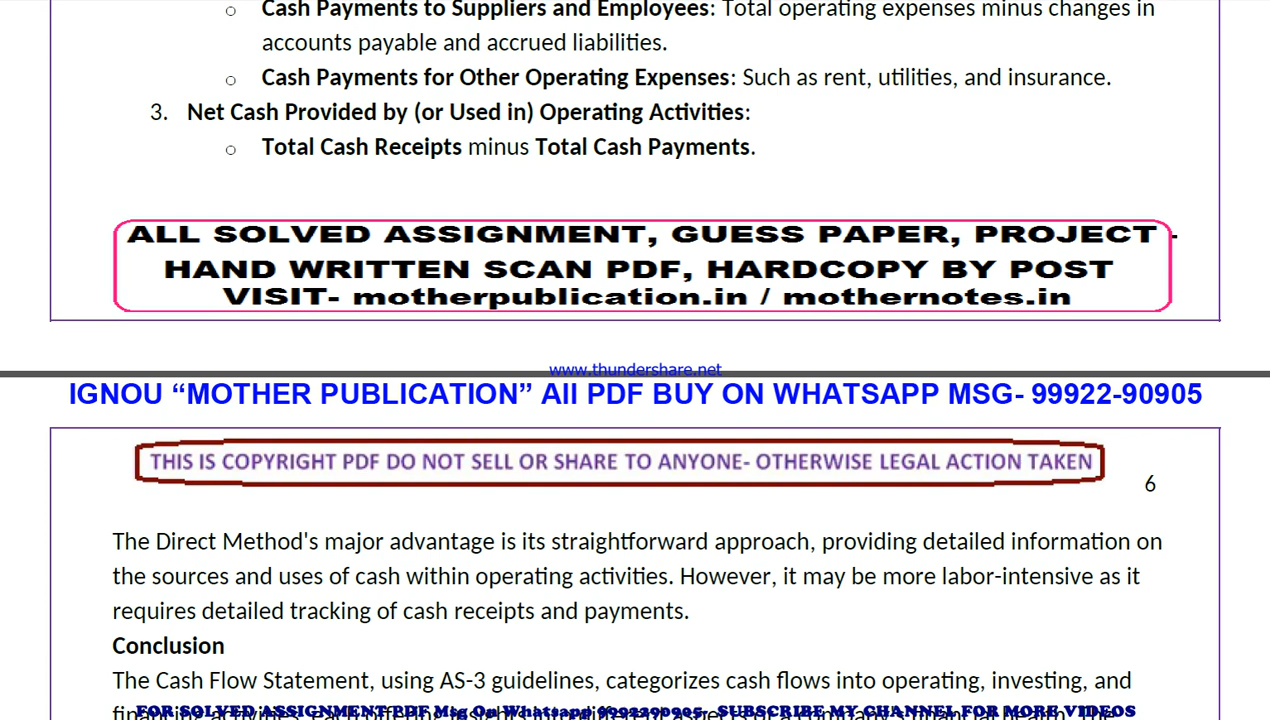 ○ Cash Payments to Suppliers and Employees: Total operating expenses minus changes in
accounts payable and accrued liabilities.
○ Cash Payments for Other Operating Expenses: Such as rent, utilities, and insurance.
3. Net Cash Provided by (or Used in) Operating Activities:
○ Total Cash Receipts minus Total Cash Payments.
ALL SOLVED ASSIGNMENT, GUESS PAPER, PROJECT -
HAND WRITTEN SCAN PDF, HARDCOPY BY POST
VISIT- motherpublication.in / mothernotes.in
www.thundershare.net
IGNOU “MOTHER PUBLICATION” All PDF BUY ON WHATSAPP MSG- 99922-90905
THIS IS COPYRIGHT PDF DO NOT SELL OR SHARE TO ANYONE- OTHERWISE LEGAL ACTION TAKEN
6
The Direct Method's major advantage is its straightforward approach, providing detailed information on
the sources and uses of cash within operating activities. However, it may be more labor-intensive as it
requires detailed tracking of cash receipts and payments.
Conclusion
The Cash Flow Statement, using AS-3 guidelines, categorizes cash flows into operating, investing, and
FOR SOLVED ASSIGNMENT PDF Msg On Whatsapp 9992290905, SUBSCRIBE MY CHANNEL FOR MORE VIDEOS